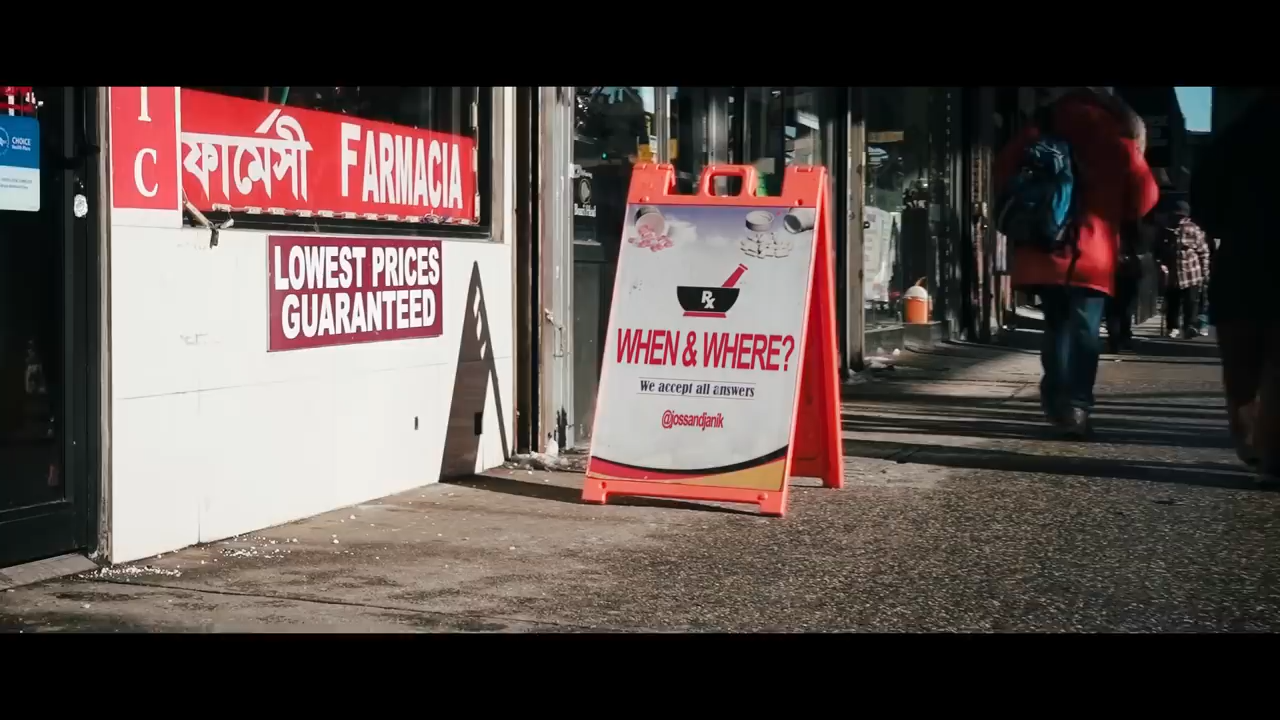 CHOICE
I
C
ফার্মেসী FARMACIA
LOWEST PRICES
GUARANTEED
Rx
WHEN & WHERE?
We accept all answers
@jossandjanik